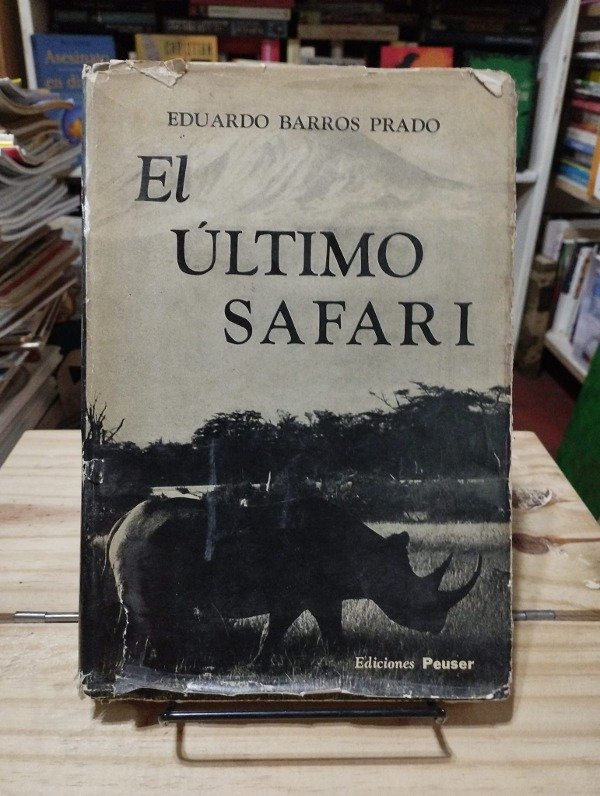 EDUARDO BARROS PRADO
El
ÚLTIMO
SAFARI
Ediciones Peuser